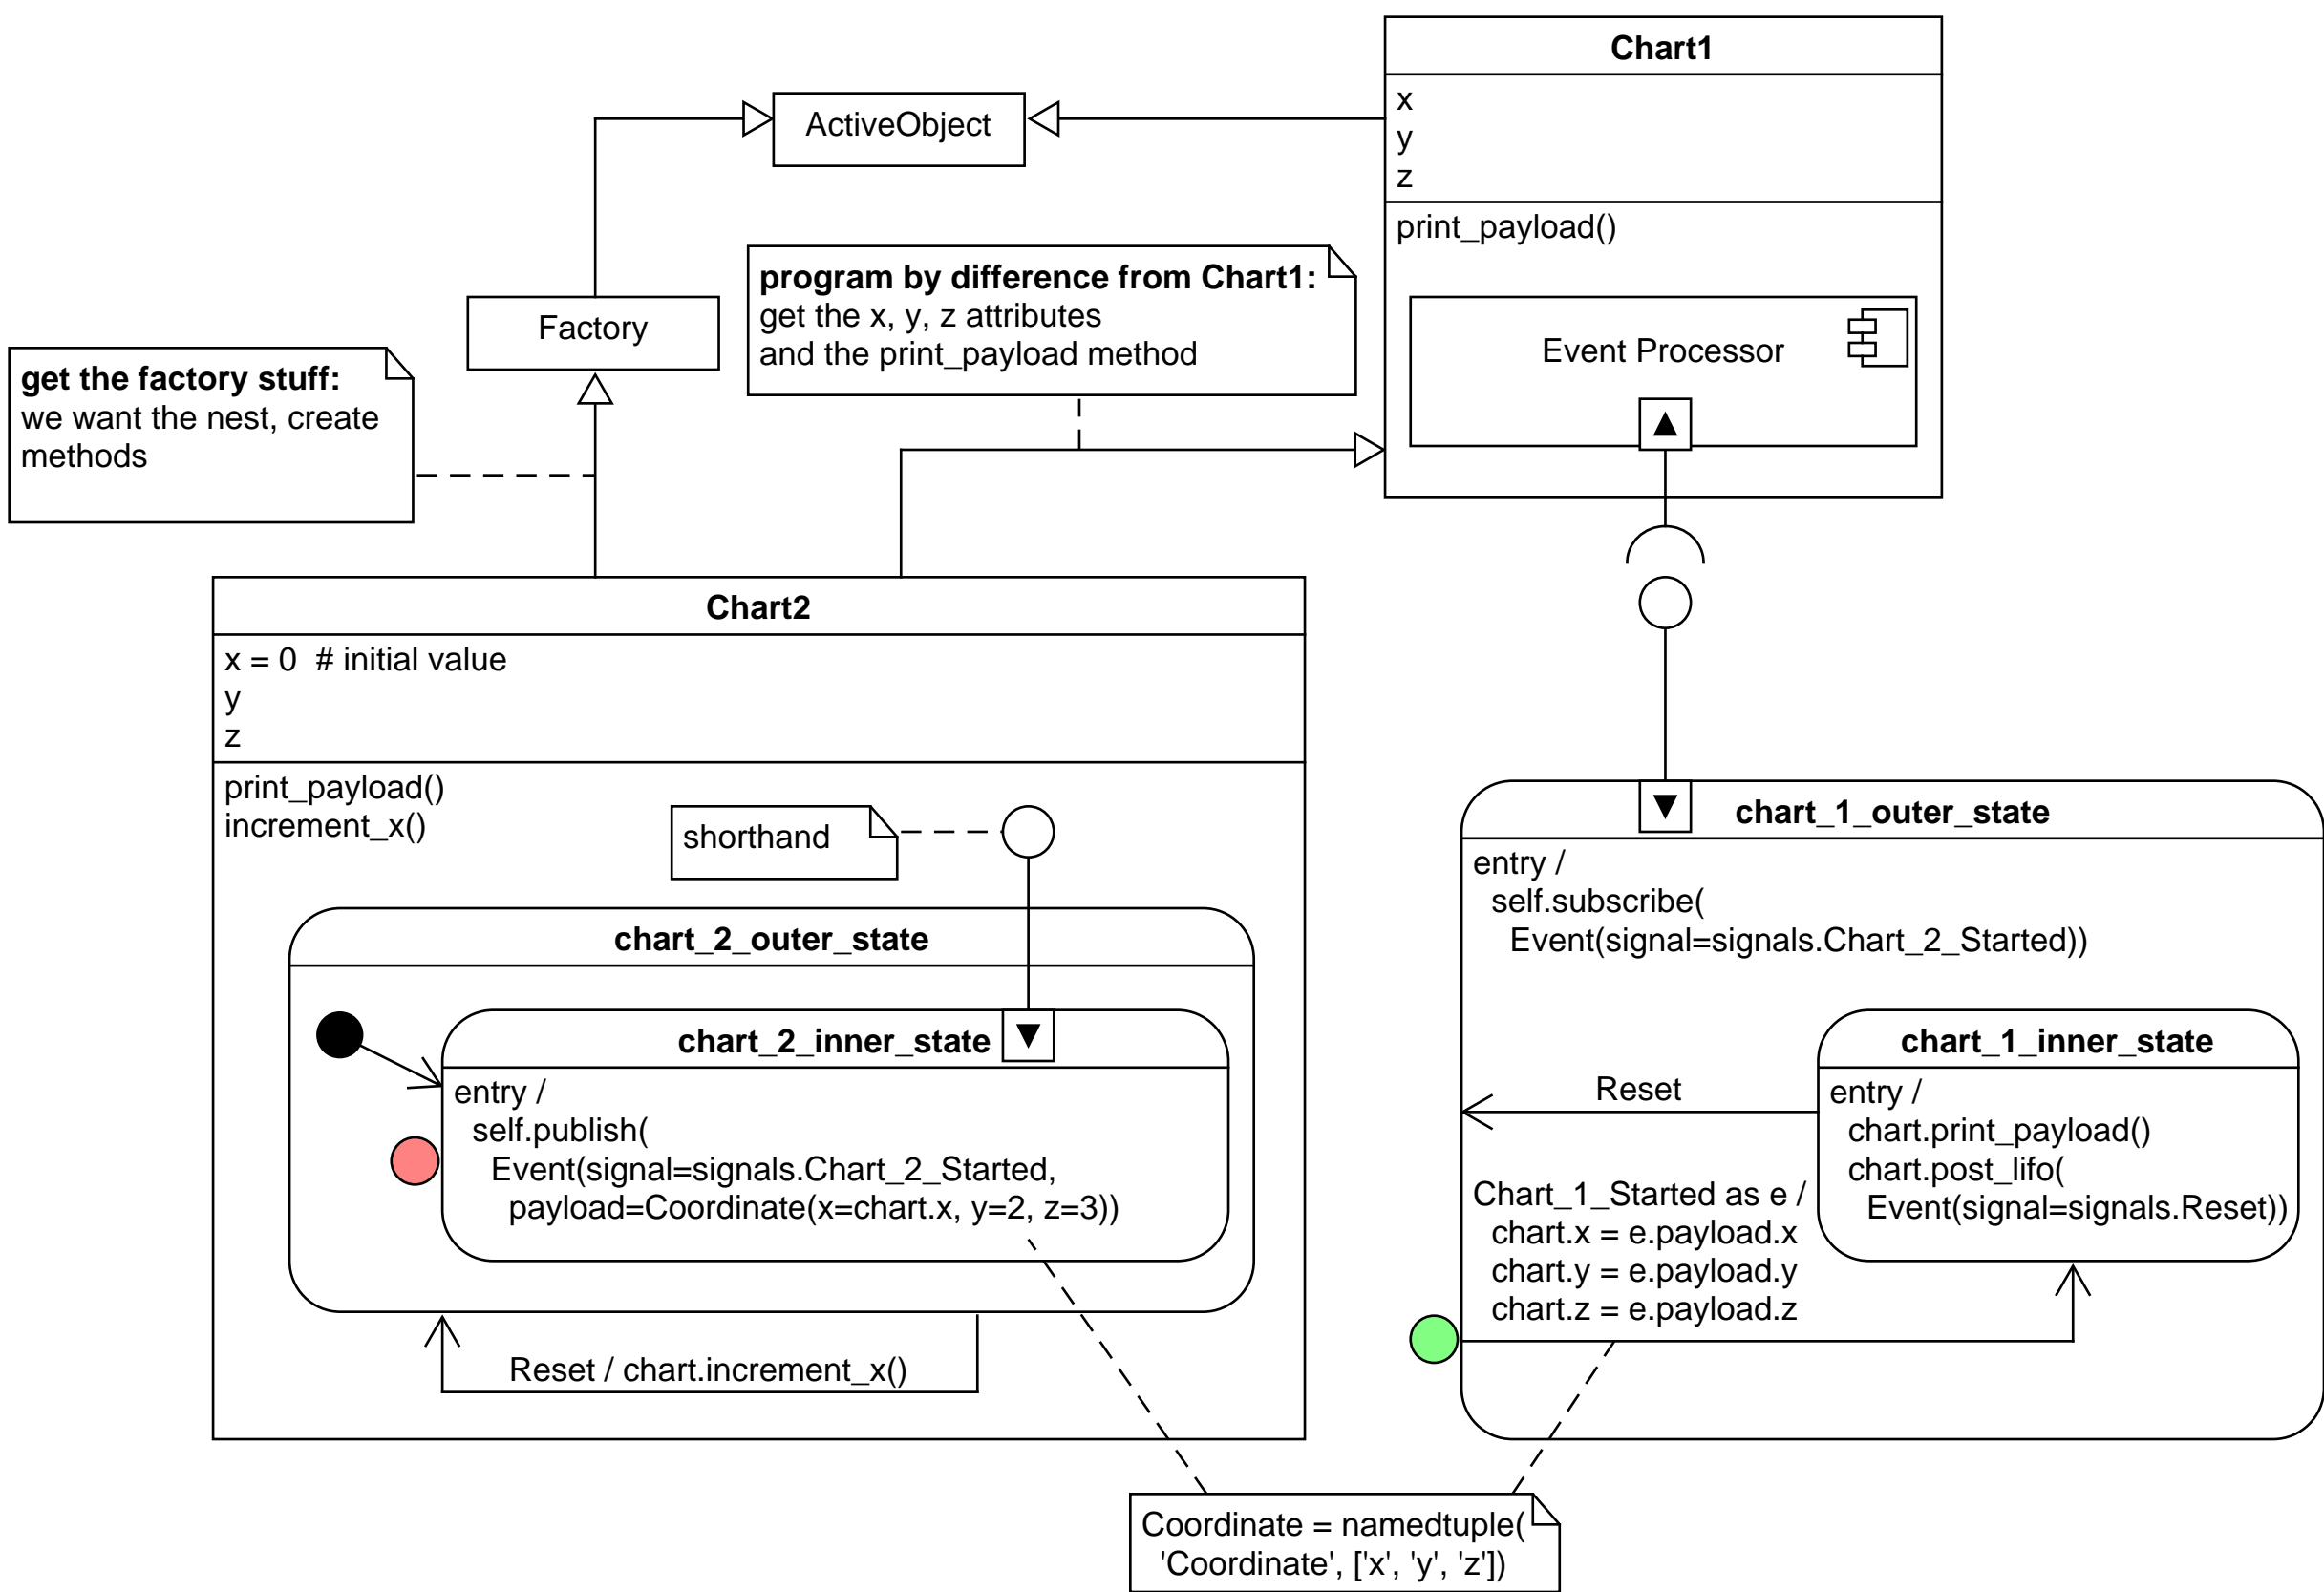 Chart1
x
y
z
print_payload()
Event Processor
ActiveObject
Factory
program by difference from Chart1:
get the x, y, z attributes
and the print_payload method
get the factory stuff:
we want the nest, create
methods
Chart2
x = 0  # initial value
y
z
print_payload()
increment_x()
shorthand
chart_2_outer_state
chart_2_inner_state
entry /
self.publish(
Event(signal=signals.Chart_2_Started,
payload=Coordinate(x=chart.x, y=2, z=3))
Reset / chart.increment_x()
chart_1_outer_state
entry /
self.subscribe(
Event(signal=signals.Chart_2_Started))
chart_1_inner_state
entry /
chart.print_payload()
chart.post_lifo(
Event(signal=signals.Reset))
Reset
Chart_1_Started as e /
chart.x = e.payload.x
chart.y = e.payload.y
chart.z = e.payload.z
Coordinate = namedtuple(
'Coordinate', ['x', 'y', 'z'])